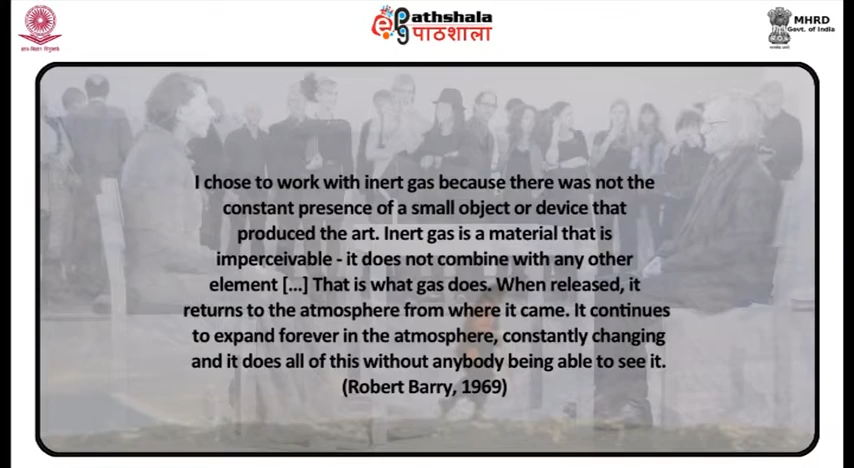 ePathshala
पाठशाला
MHRD
Govt. of India
I chose to work with inert gas because there was not the
constant presence of a small object or device that
produced the art. Inert gas is a material that is
imperceivable - it does not combine with any other
element [...] That is what gas does. When released, it
returns to the atmosphere from where it came. It continues
to expand forever in the atmosphere, constantly changing
and it does all of this without anybody being able to see it.
(Robert Barry, 1969)